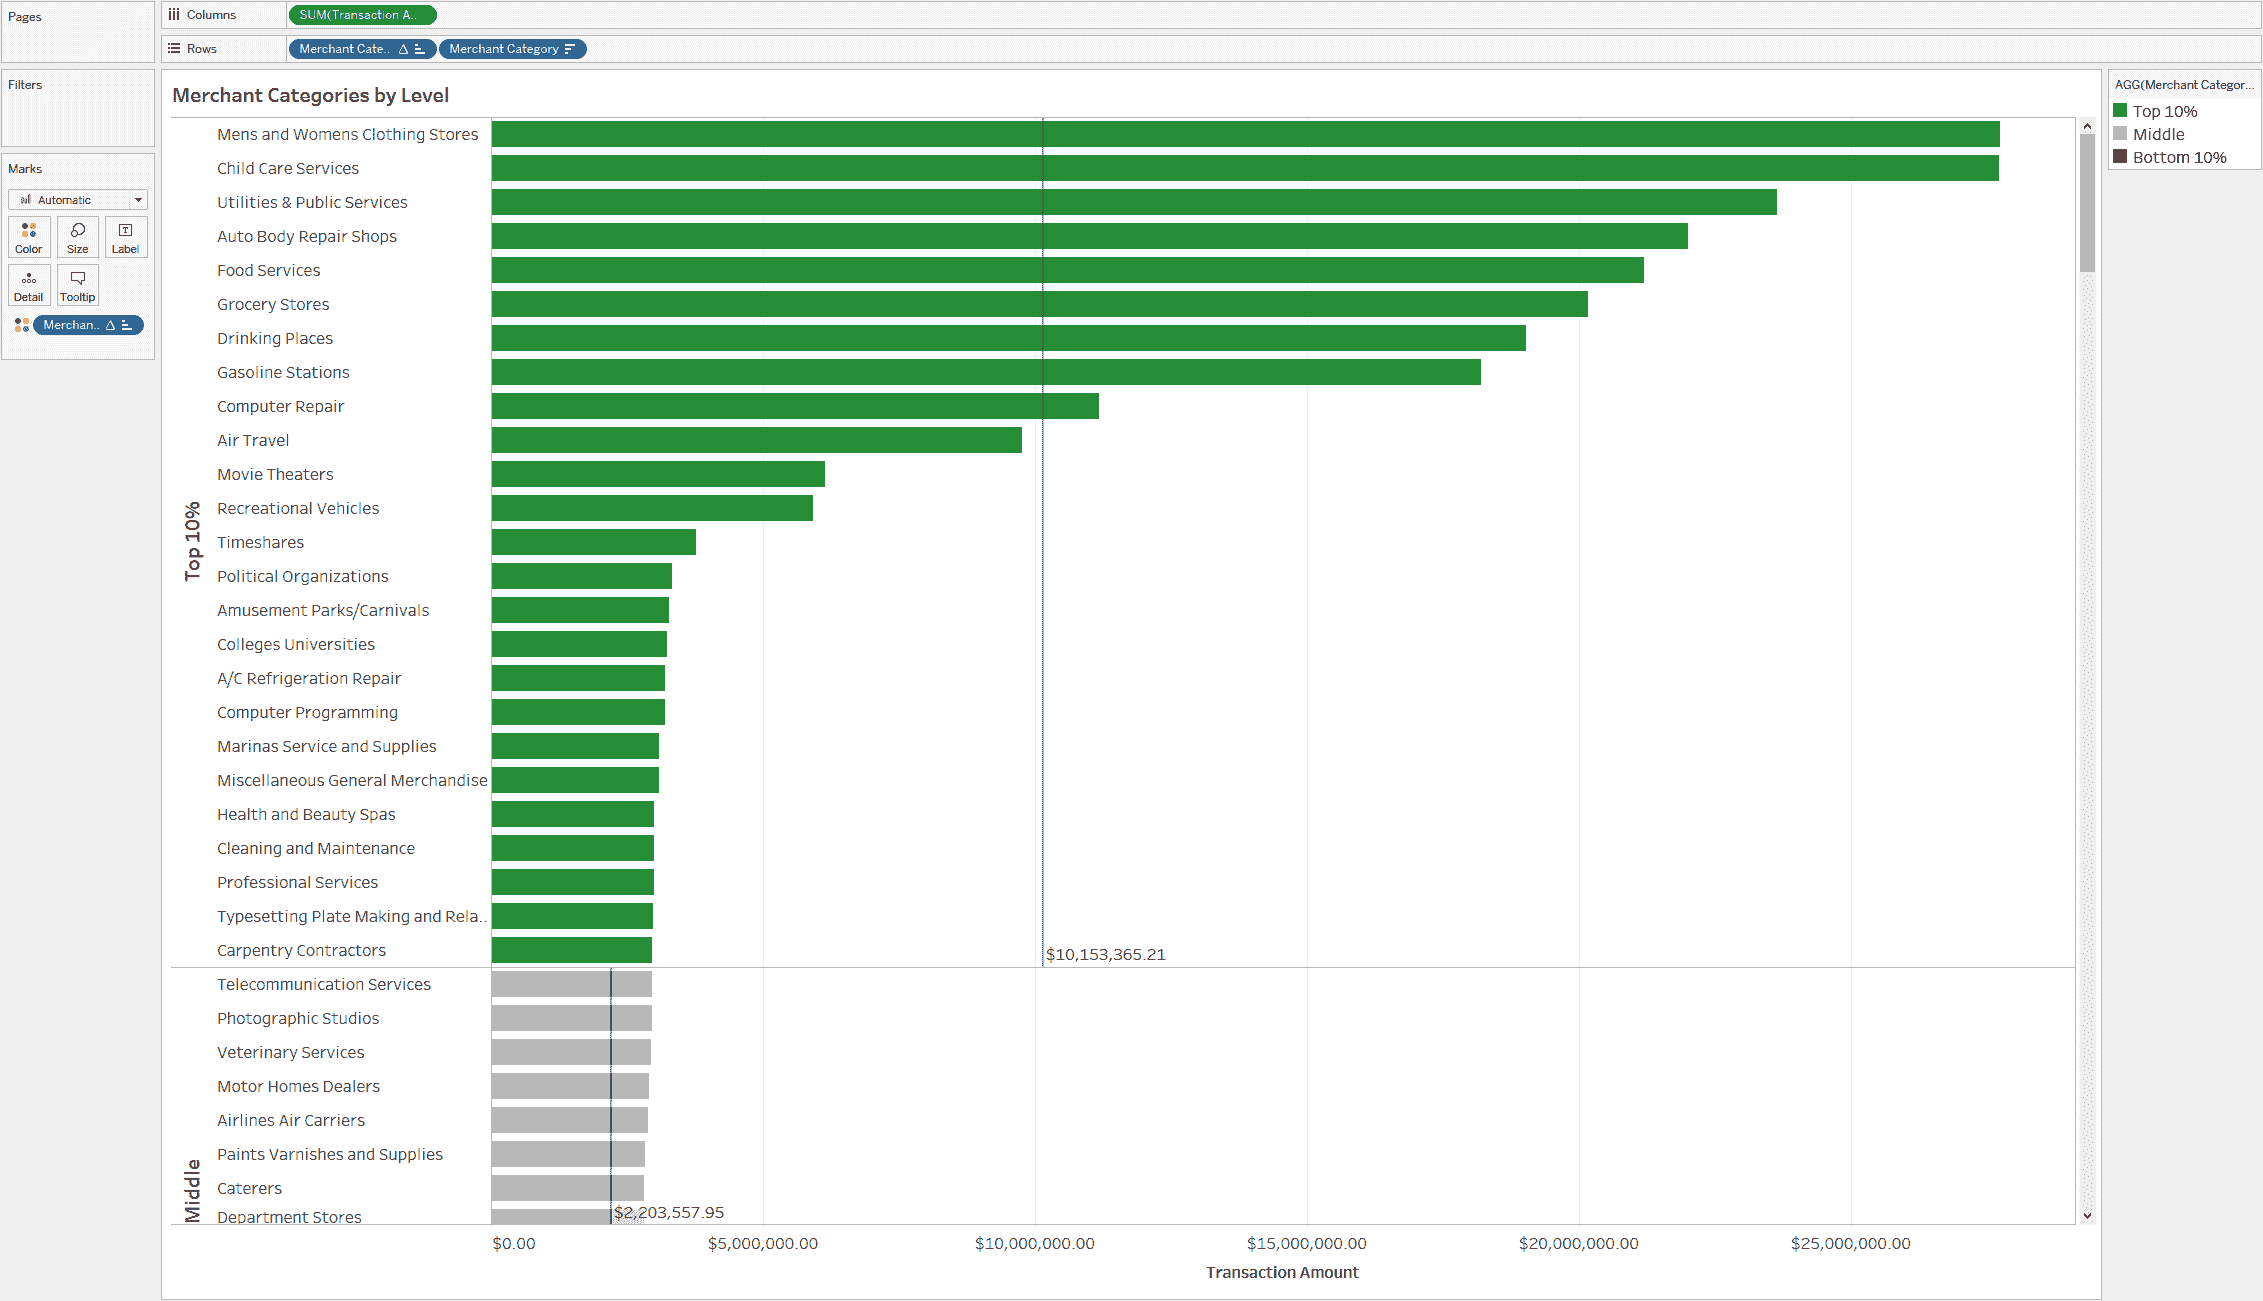 Pages
Columns
SUM(Transaction A..
Rows
Merchant Cate..
Merchant Category
Filters
Marks
Automatic
Color
Size
Label
Detail
Tooltip
Merchan..
Merchant Categories by Level
Top 10%
Mens and Womens Clothing Stores
Child Care Services
Utilities & Public Services
Auto Body Repair Shops
Food Services
Grocery Stores
Drinking Places
Gasoline Stations
Computer Repair
Air Travel
Movie Theaters
Recreational Vehicles
Timeshares
Political Organizations
Amusement Parks/Carnivals
Colleges Universities
A/C Refrigeration Repair
Computer Programming
Marinas Service and Supplies
Miscellaneous General Merchandise
Health and Beauty Spas
Cleaning and Maintenance
Professional Services
Typesetting Plate Making and Rela..
Carpentry Contractors
$10,153,365.21
Middle
Telecommunication Services
Photographic Studios
Veterinary Services
Motor Homes Dealers
Airlines Air Carriers
Paints Varnishes and Supplies
Caterers
Department Stores
$2,203,557.95
$0.00
$5,000,000.00
$10,000,000.00
$15,000,000.00
$20,000,000.00
$25,000,000.00
Transaction Amount
AGG(Merchant Categor...
Top 10%
Middle
Bottom 10%